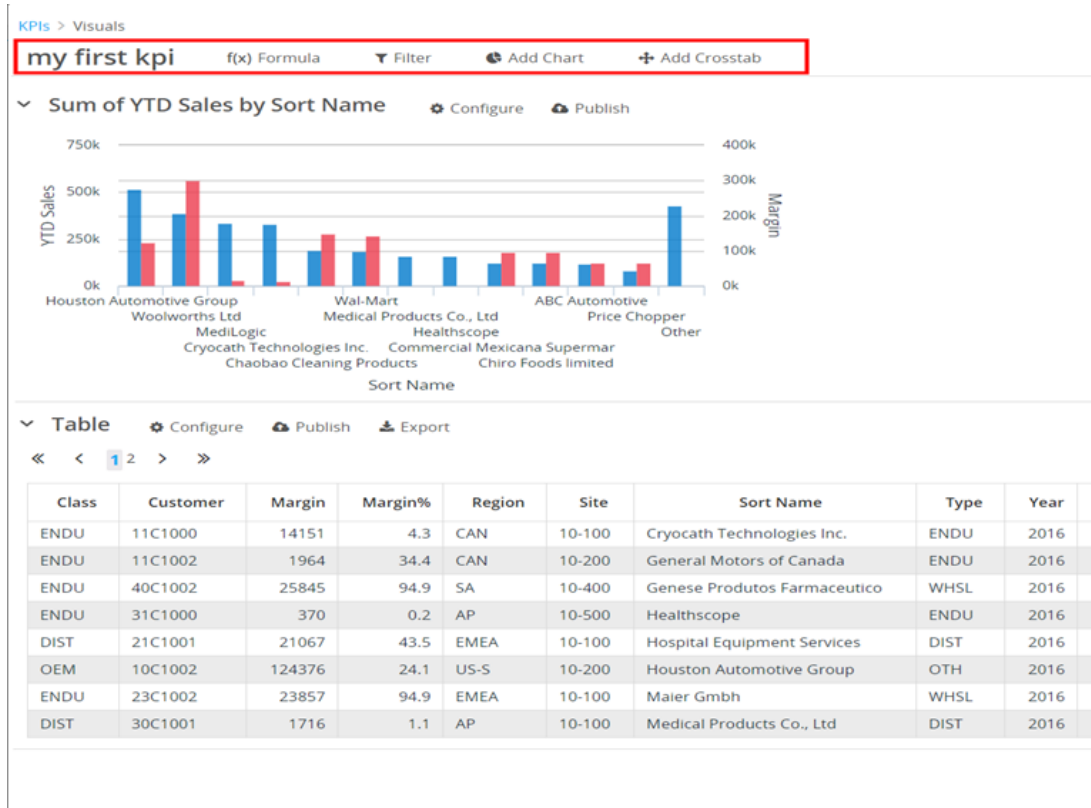 KPIs > Visuals
my first kpi f(x) Formula Filter Add Chart Add Crosstab
Sum of YTD Sales by Sort Name Configure Publish
750k 400k
300k
500k
200k
250k
100k
0k 0k
YTD Sales
Margin
Houston Automotive Group Wal-Mart ABC Automotive
Woolworths Ltd Medical Products Co., Ltd Price Chopper
MediLogic Healthscope Other
Cryocath Technologies Inc. Commercial Mexicana Supermar
Chaobao Cleaning Products Chiro Foods limited
Sort Name
Table Configure Publish Export
« < 1 2 > »
Class Customer Margin Margin% Region Site Sort Name Type Year
ENDU 11C1000 14151 4.3 CAN 10-100 Cryocath Technologies Inc. ENDU 2016
ENDU 11C1002 1964 34.4 CAN 10-200 General Motors of Canada ENDU 2016
ENDU 40C1002 25845 94.9 SA 10-400 Genese Produtos Farmaceutico WHSL 2016
ENDU 31C1000 370 0.2 AP 10-500 Healthscope ENDU 2016
DIST 21C1001 21067 43.5 EMEA 10-100 Hospital Equipment Services DIST 2016
OEM 10C1002 124376 24.1 US-S 10-200 Houston Automotive Group OTH 2016
ENDU 23C1002 23857 94.9 EMEA 10-100 Maier Gmbh WHSL 2016
DIST 30C1001 1716 1.1 AP 10-100 Medical Products Co., Ltd DIST 2016